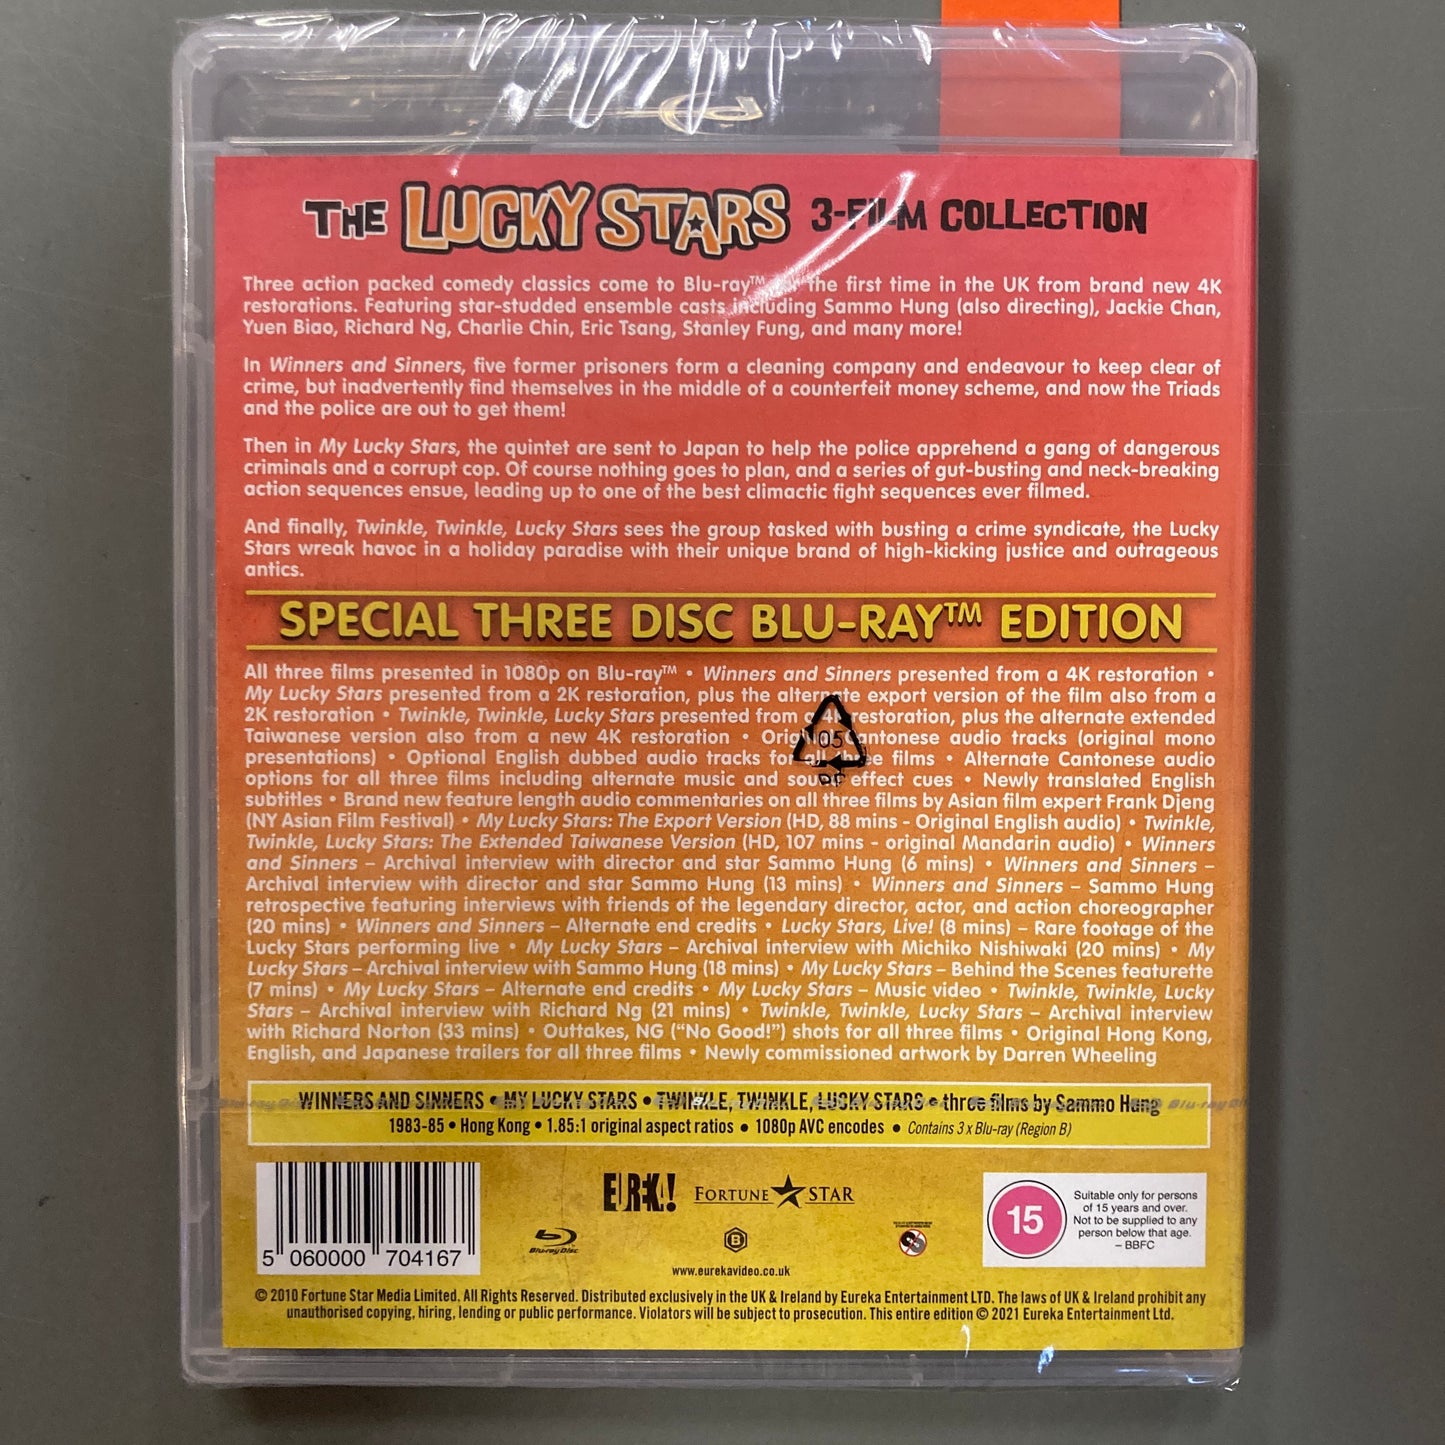 THE LUCKY STARS 3-FILM COLLECTION
Three action packed comedy classics come to Blu-ray™ the first time in the UK from brand new 4K
restorations. Featuring star-studded ensemble casts including Sammo Hung (also directing), Jackie Chan,
Yuen Biao, Richard Ng, Charlie Chin, Eric Tsang, Stanley Fung, and many more!
In Winners and Sinners, five former prisoners form a cleaning company and endeavour to keep clear of
crime, but inadvertently find themselves in the middle of a counterfeit money scheme, and now the Triads
and the police are out to get them!
Then in My Lucky Stars, the quintet are sent to Japan to help the police apprehend a gang of dangerous
criminals and a corrupt cop. Of course nothing goes to plan, and a series of gut-busting and neck-breaking
action sequences ensue, leading up to one of the best climactic fight sequences ever filmed.
And finally, Twinkle, Twinkle, Lucky Stars sees the group tasked with busting a crime syndicate, the Lucky
Stars wreak havoc in a holiday paradise with their unique brand of high-kicking justice and outrageous
antics.
SPECIAL THREE DISC BLU-RAY™ EDITION
All three films presented in 1080p on Blu-ray™ • Winners and Sinners presented from a 4K restoration •
My Lucky Stars presented from a 2K restoration, plus the alternate export version of the film also from a
2K restoration • Twinkle, Twinkle, Lucky Stars presented from a 4K restoration, plus the alternate extended
Taiwanese version also from a new 4K restoration • Original Cantonese audio tracks (original mono
presentations) • Optional English dubbed audio tracks for all three films • Alternate Cantonese audio
options for all three films including alternate music and sound effect cues • Newly translated English
subtitles • Brand new feature length audio commentaries on all three films by Asian film expert Frank Djeng
(NY Asian Film Festival) • My Lucky Stars: The Export Version (HD, 88 mins - Original English audio) • Twinkle,
Twinkle, Lucky Stars: The Extended Taiwanese Version (HD, 107 mins - original Mandarin audio) • Winners
and Sinners – Archival interview with director and star Sammo Hung (6 mins) • Winners and Sinners –
Archival interview with director and star Sammo Hung (13 mins) • Winners and Sinners – Sammo Hung
retrospective featuring interviews with friends of the legendary director, actor, and action choreographer
(20 mins) • Winners and Sinners – Alternate end credits • Lucky Stars, Live! (8 mins) – Rare footage of the
Lucky Stars performing live • My Lucky Stars – Archival interview with Michiko Nishiwaki (20 mins) • My
Lucky Stars – Archival interview with Sammo Hung (18 mins) • My Lucky Stars – Behind the Scenes featurette
(7 mins) • My Lucky Stars – Alternate end credits • My Lucky Stars – Music video • Twinkle, Twinkle, Lucky
Stars – Archival interview with Richard Ng (21 mins) • Twinkle, Twinkle, Lucky Stars – Archival interview
with Richard Norton (33 mins) • Outtakes, NG ("No Good!") shots for all three films • Original Hong Kong,
English, and Japanese trailers for all three films • Newly commissioned artwork by Darren Wheeling
05
WINNERS AND SINNERS • MY LUCKY STARS • TWINKLE, TWINKLE, LUCKY STARS • three films by Sammo Hung
1983-85 • Hong Kong • 1.85:1 original aspect ratios • 1080p AVC encodes • Contains 3 x Blu-ray (Region B)
5 060000 704167
EUREKA!
FORTUNE STAR
Blu-ray Disc
B
www.eurekavideo.co.uk
15
Suitable only for persons
of 15 years and over.
Not to be supplied to any
person below that age.
– BBFC
© 2010 Fortune Star Media Limited. All Rights Reserved. Distributed exclusively in the UK & Ireland by Eureka Entertainment LTD. The laws of UK & Ireland prohibit any
unauthorised copying, hiring, lending or public performance. Violators will be subject to prosecution. This entire edition © 2021 Eureka Entertainment Ltd.